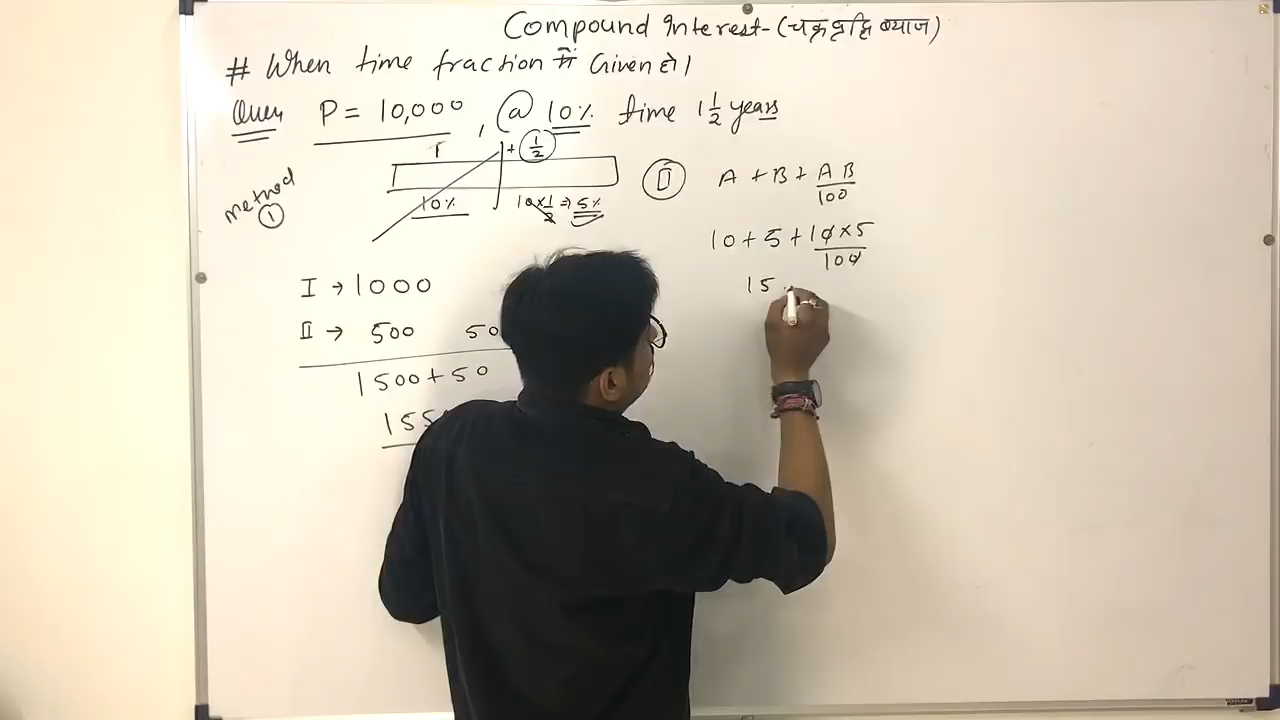 Compound Interest-(चक्रवृद्धि ब्याज)
# When time fraction में Given हो।
Ques P = 10,000 , @ 10% time 1 1/2 years
1 + 1/2
Method ①
10% 10×1/2 ⇒ 5%
I → 1000
II → 500 50
1500 + 50
155
II A + B + AB/100
10 + 5 + 10×5/100
15 .